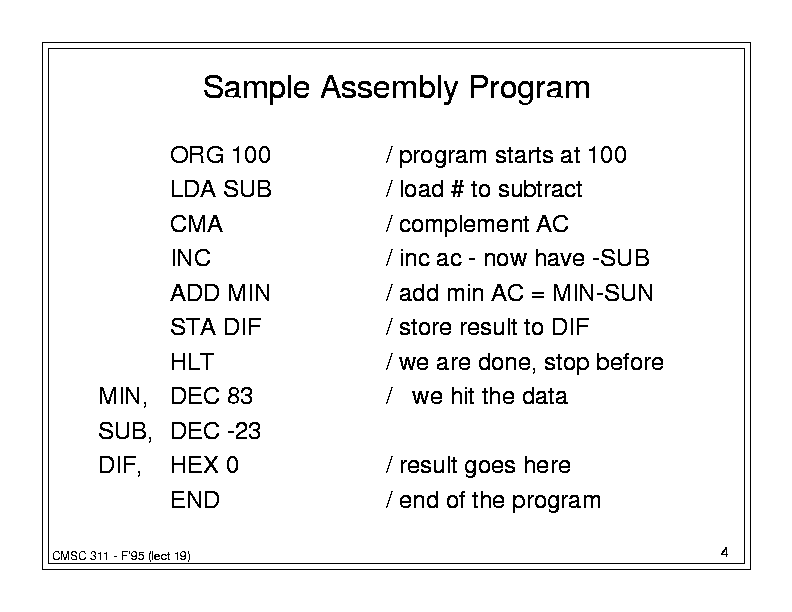 Sample Assembly Program
ORG 100 / program starts at 100
LDA SUB / load # to subtract
CMA / complement AC
INC / inc ac - now have -SUB
ADD MIN / add min AC = MIN-SUN
STA DIF / store result to DIF
HLT / we are done, stop before
MIN, DEC 83 / we hit the data
SUB, DEC -23
DIF, HEX 0 / result goes here
END / end of the program
CMSC 311 - F'95 (lect 19) 4